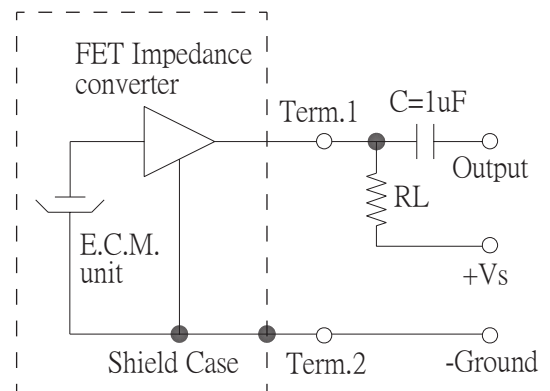 FET Impedance
converter
Term.1
C=1uF
Output
RL
E.C.M.
unit
+Vs
Shield Case
Term.2
-Ground